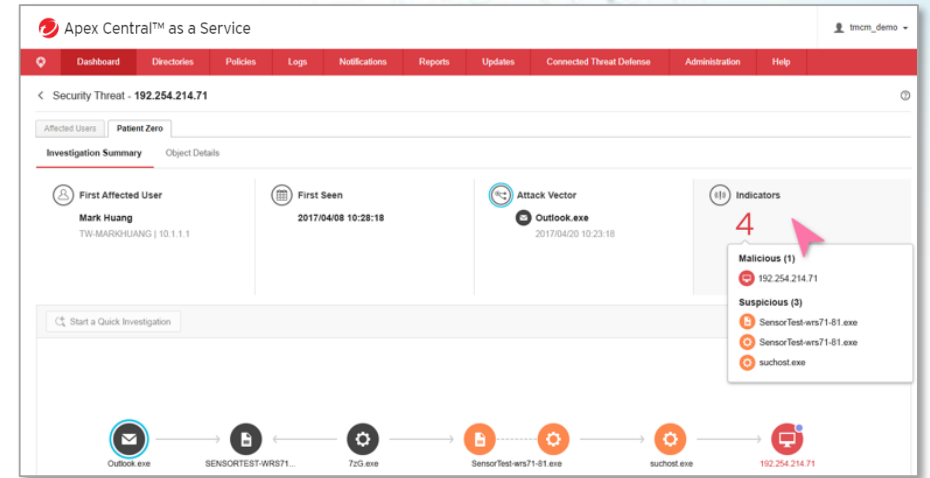 Apex Central™ as a Service
tmcm_demo
Dashboard Directories Policies Logs Notifications Reports Updates Connected Threat Defense Administration Help
< Security Threat - 192.254.214.71
Affected Users Patient Zero
Investigation Summary Object Details
First Affected User
Mark Huang
TW-MARKHUANG | 10.1.1.1
First Seen
2017/04/08 10:28:18
Attack Vector
Outlook.exe
2017/04/20 10:23:18
Indicators
4
Malicious (1)
192.254.214.71
Suspicious (3)
SensorTest-wrs71-81.exe
SensorTest-wrs71-81.exe
suchost.exe
Start a Quick Investigation
Outlook.exe SENSORTEST-WRS71... 7zG.exe SensorTest-wrs71-81.exe suchost.exe 192.254.214.71